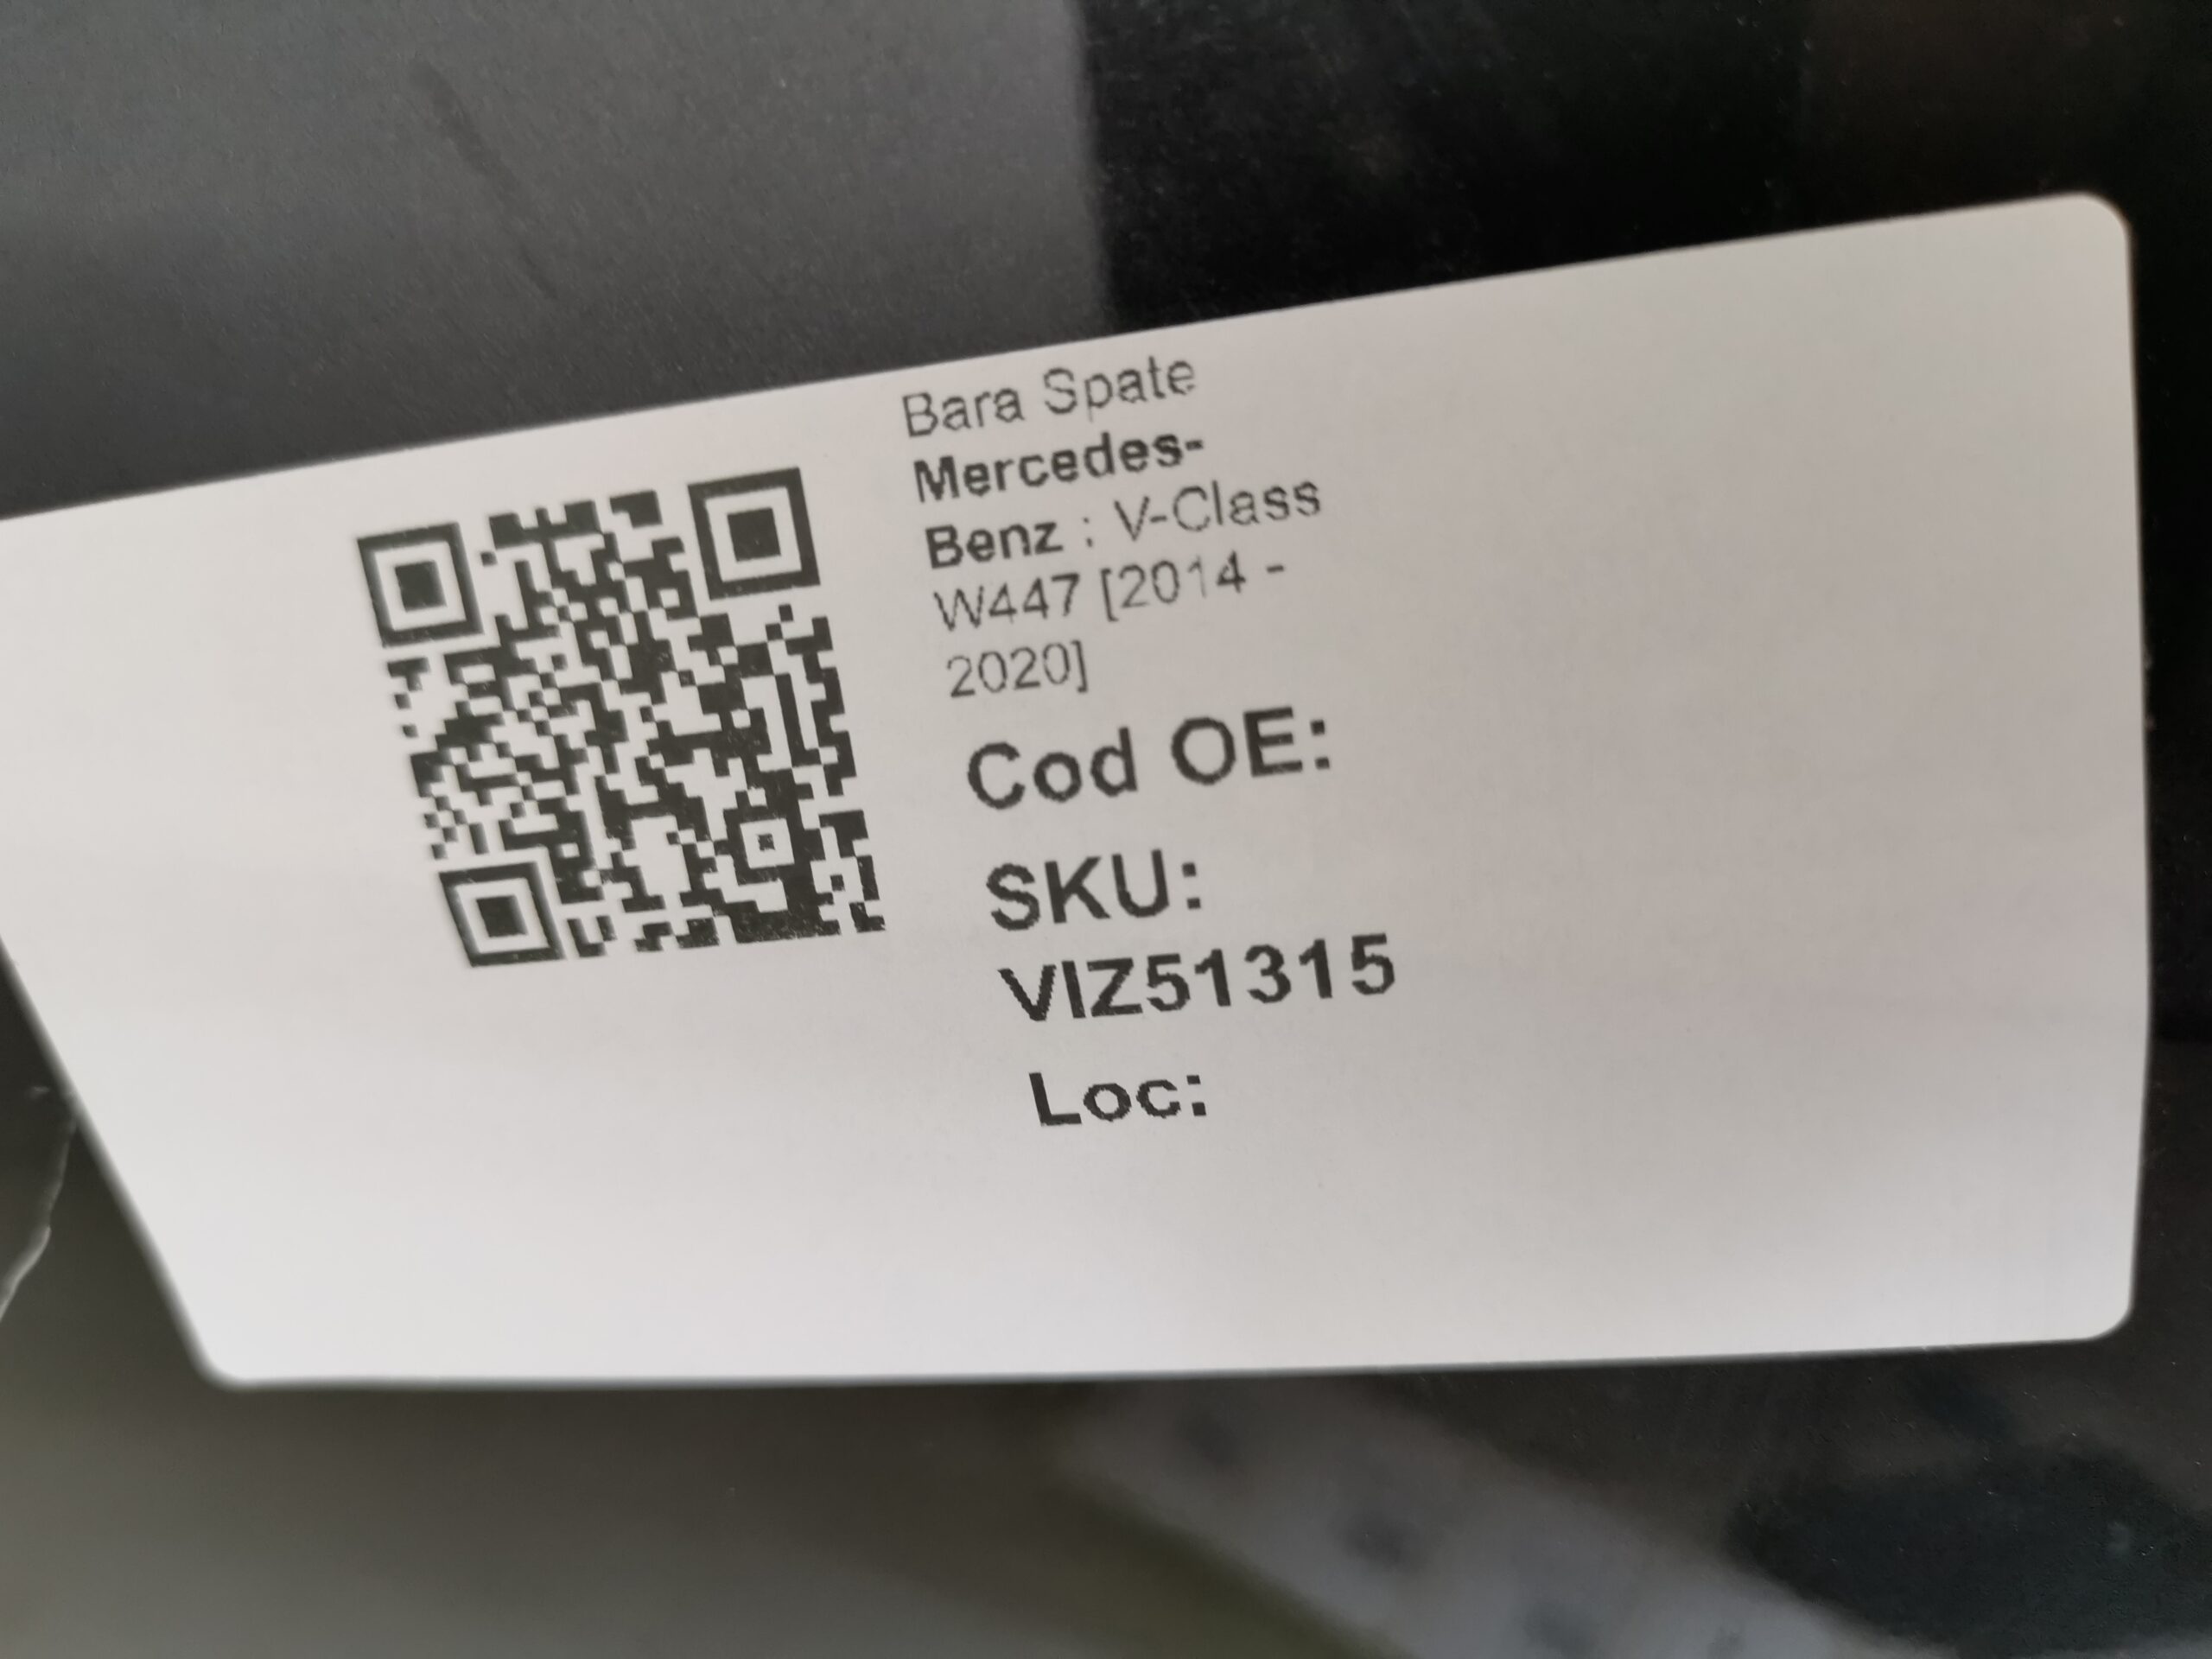 Bara Spate
Mercedes-
Benz : V-Class
W447 [2014 -
2020]
Cod OE:
SKU:
VIZ51315
Loc: